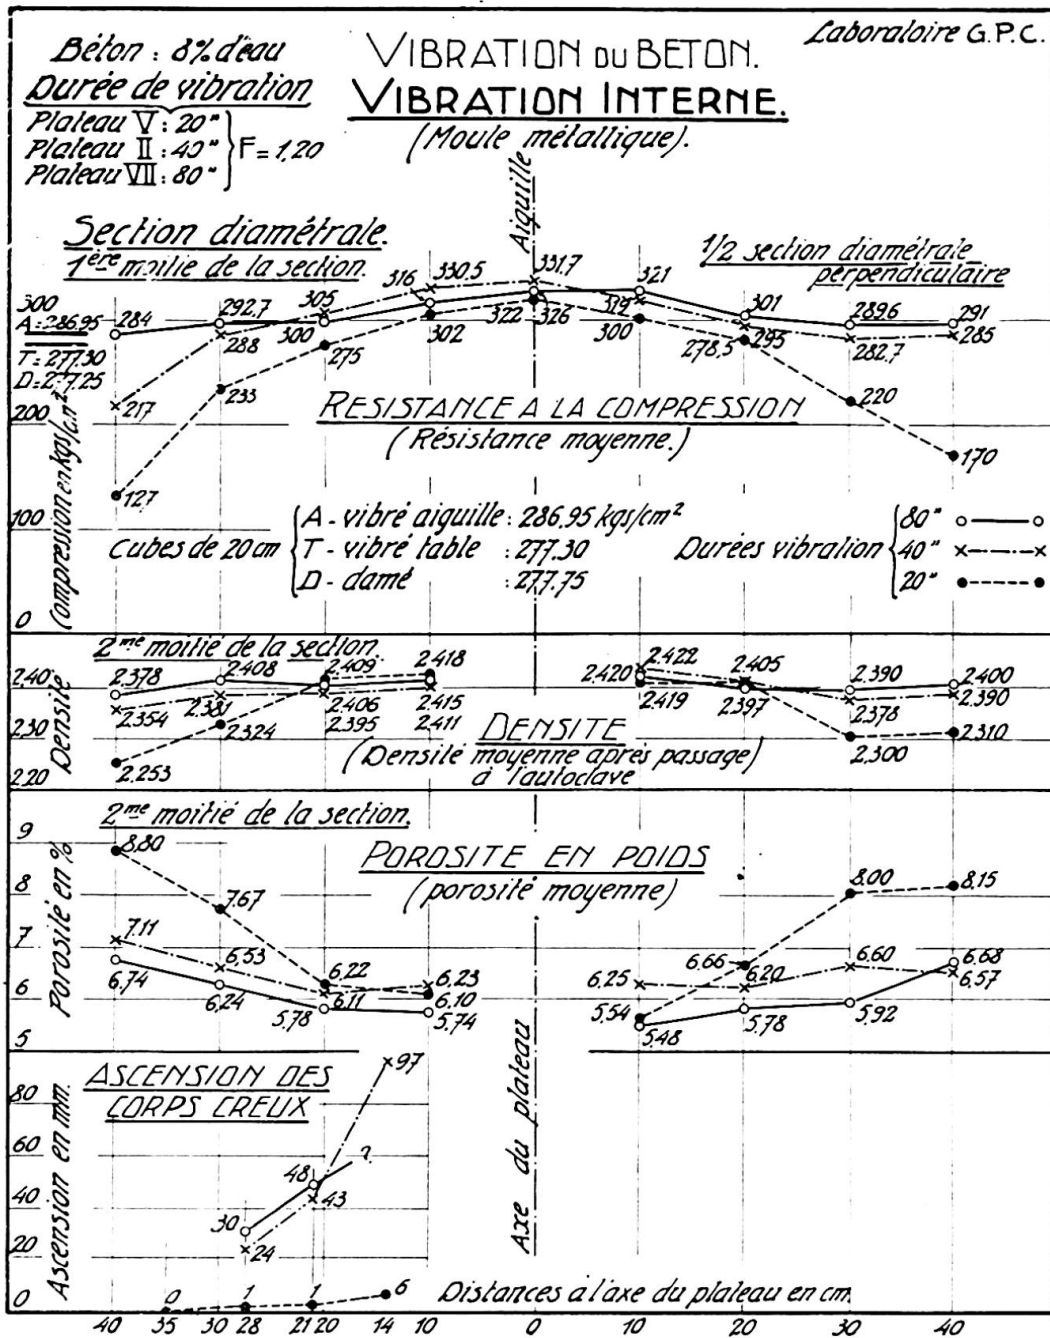 Laboratoire G.P.C.
Béton : 8% d'eau
Durée de vibration
Plateau V : 20"
Plateau II : 40"
Plateau VII : 80"
F = 1,20
VIBRATION DU BETON.
VIBRATION INTERNE.
(Moule métallique).
Aiguille
Section diamétrale.
1ère moitié de la section.
1/2 section diamétrale
perpendiculaire
300
A = 286,95
T = 277,30
D = 277,25
200
100
0
Compression en kgs/cm²
284 292,7 305 316 330,5 331,7 321 301 289,6 291
217 288 300 302 322 326 319 300 295 282,7 285
127 233 275 278,5 220 170
RESISTANCE A LA COMPRESSION
(Résistance moyenne.)
Cubes de 20 cm
A - vibré aiguille : 286,95 kgs/cm²
T - vibré table : 277.30
D - damé : 277.75
Durées vibration
80"
40"
20"
2me moitié de la section.
Densité
2,40
2,30
2,20
2.378 2.408 2,409 2.418 2,420 2.422 2.405 2.390 2.400
2.354 2.381 2.406 2.415 2.419 2.397 2.378 2.390
2.253 2.324 2.395 2.411 2.300 2.310
DENSITE
(Densité moyenne après passage)
à l'autoclave
2me moitié de la section.
Porosité en %
9
8
7
6
5
8,80 7,67 6,22 6,23 6,25 6,66 8.00 8,15
7,11 6,53 6,11 6,10 5,54 6,20 6,60 6,68
6,74 6,24 5,78 5,74 5,48 5,78 5,92 6,57
POROSITE EN POIDS
(porosité moyenne)
ASCENSION DES
CORPS CREUX
Ascension en mm.
80
60
40
20
0
97
48 ?
30 43
24
0 1 1 6
Axe du plateau
Distances à l'axe du plateau en cm.
40 35 30 28 21 20 14 10 0 10 20 30 40